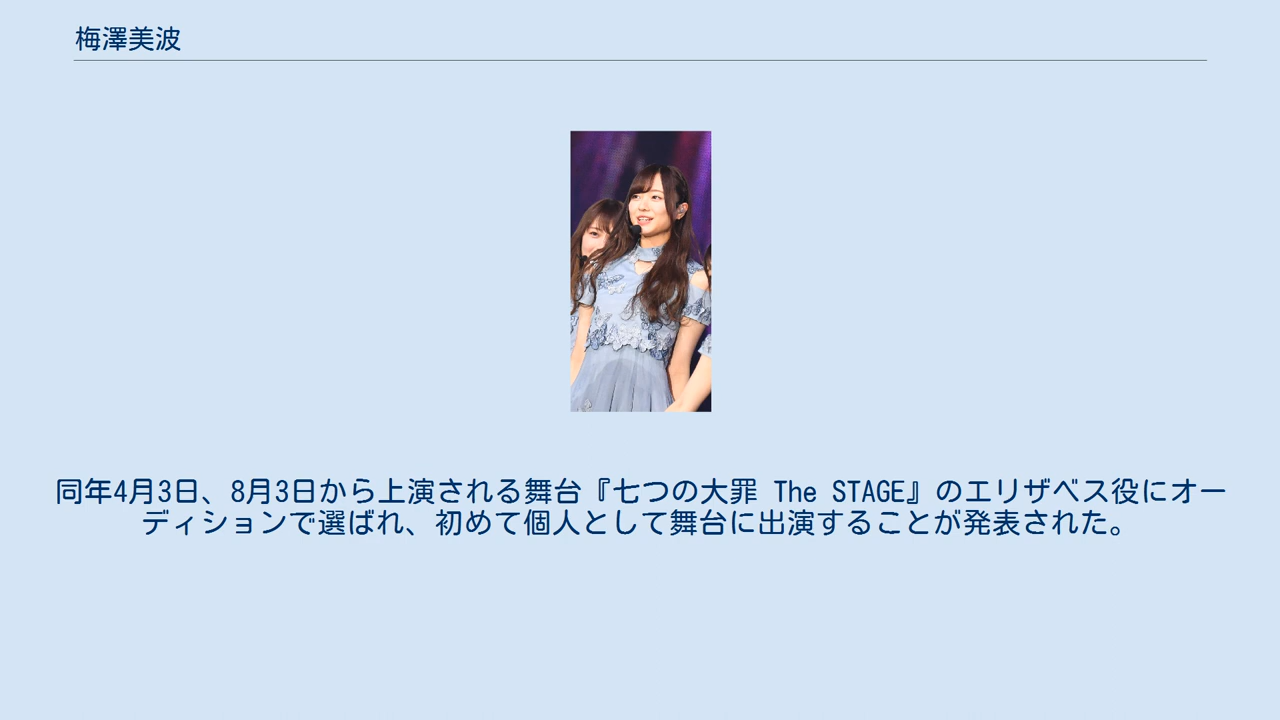 梅澤美波
同年4月3日、8月3日から上演される舞台『七つの大罪 The STAGE』のエリザベス役にオー
ディションで選ばれ、初めて個人として舞台に出演することが発表された。